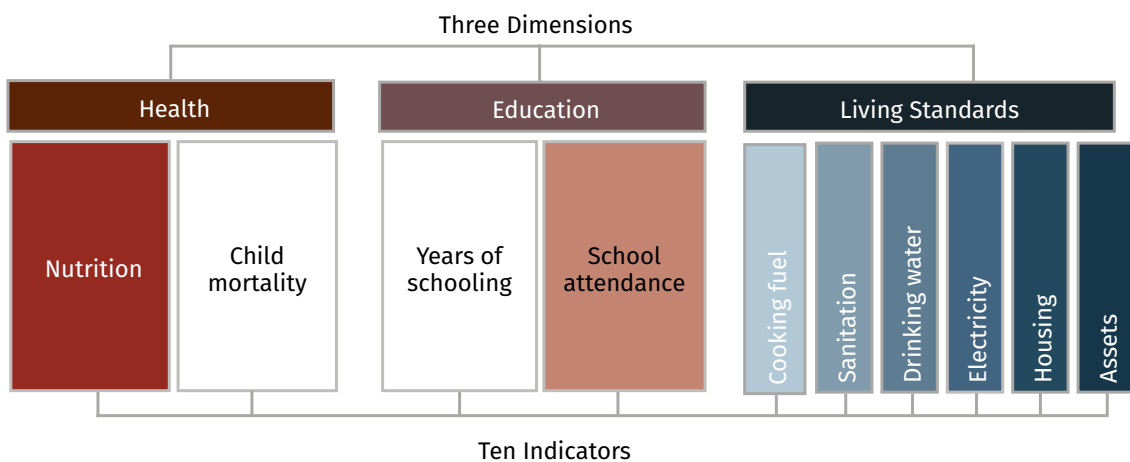 Three Dimensions
Health
Education
Living Standards
Nutrition
Child
mortality
Years of
schooling
School
attendance
Cooking fuel
Sanitation
Drinking water
Electricity
Housing
Assets
Ten Indicators